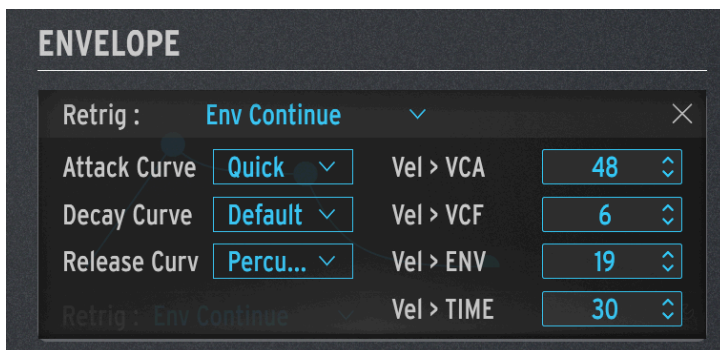 ENVELOPE
Retrig : Env Continue
Attack Curve Quick Vel > VCA 48
Decay Curve Default Vel > VCF 6
Release Curv Percu... Vel > ENV 19
Retrig : Env Continue Vel > TIME 30